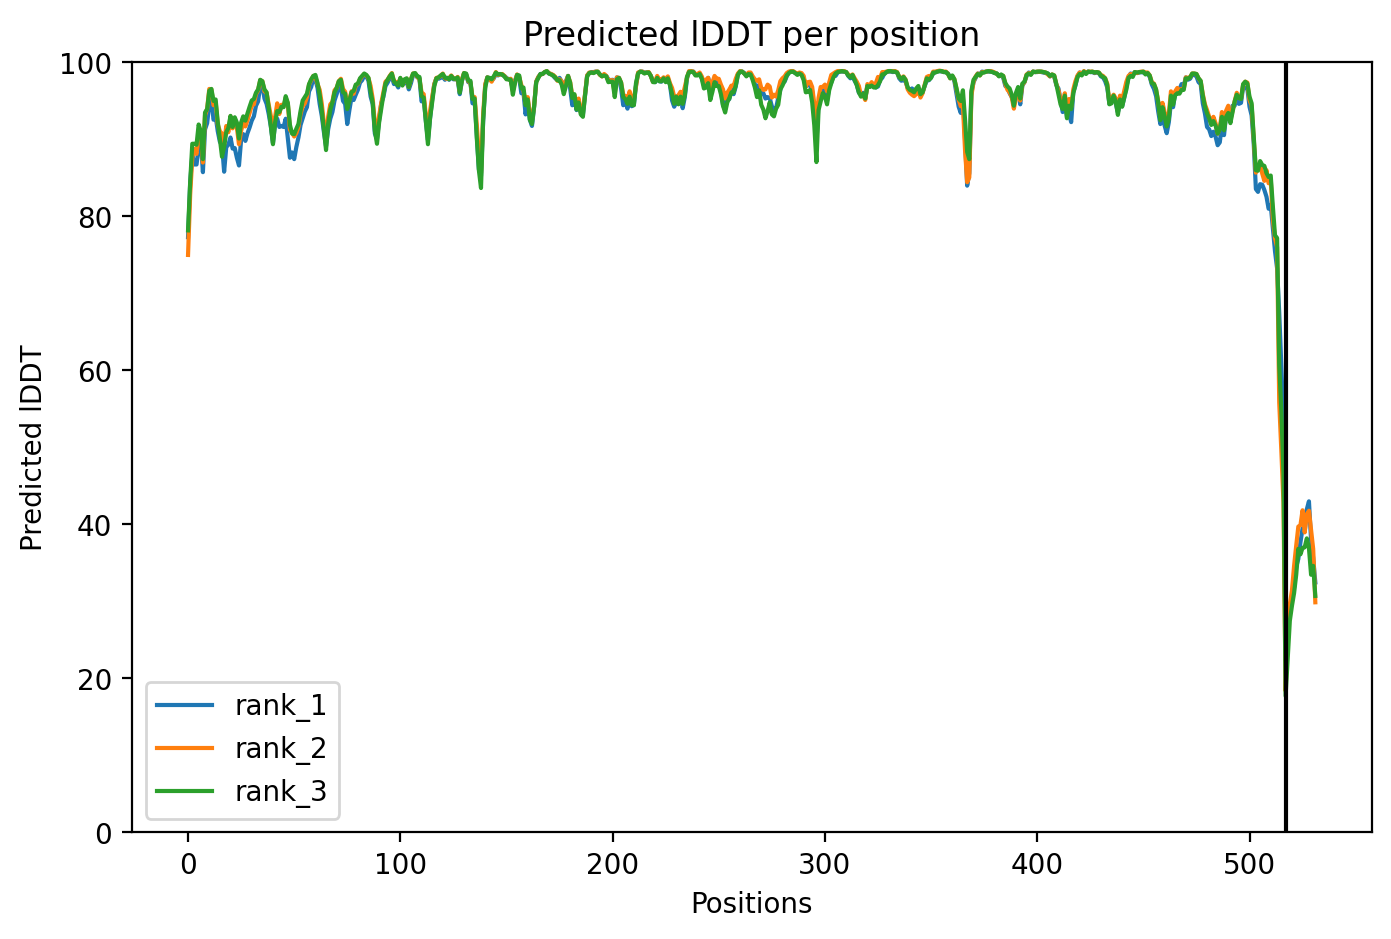 Predicted lDDT per position
100
80
60
40
20
0
Predicted lDDT
rank_1
rank_2
rank_3
0 100 200 300 400 500
Positions